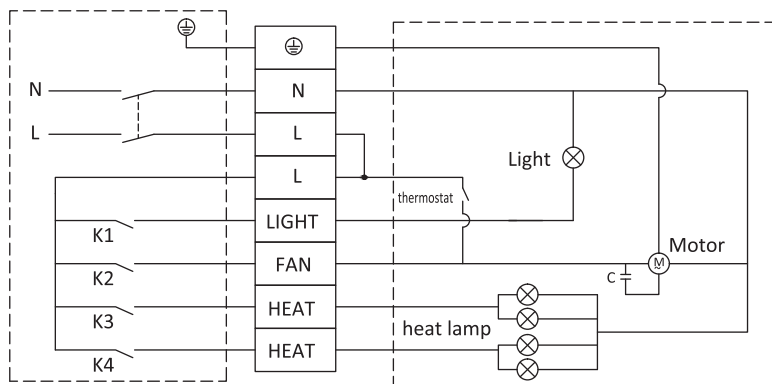 N
N
L
L
L
Light
thermostat
K1
LIGHT
K2
FAN
Motor
M
C
K3
HEAT
heat lamp
K4
HEAT